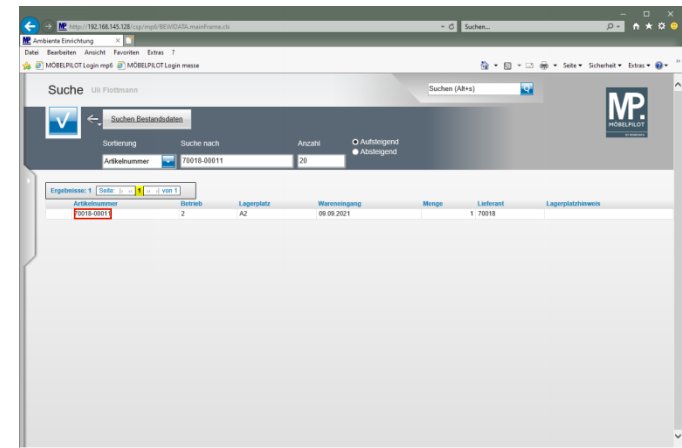 http://192.168.145.128/csp/mp6/BEWIDATA.mainFrame.cls
Suchen...
Ambiente Einrichtung
Datei Bearbeiten Ansicht Favoriten Extras ?
MÖBELPILOT Login mp6 MÖBELPILOT Login messe
Seite Sicherheit Extras
Suche Uli Flottmann
Suchen (Alt+s)
MP.
MÖBELPILOT
Suchen Bestandsdaten
Sortierung Suche nach Anzahl Aufsteigend
Absteigend
Artikelnummer 70018-00011 20
Ergebnisse: 1 Seite: 1 von 1
Artikelnummer Betrieb Lagerplatz Wareneingang Menge Lieferant Lagerplatzhinweis
70018-00011 2 A2 09.09.2021 1 70018